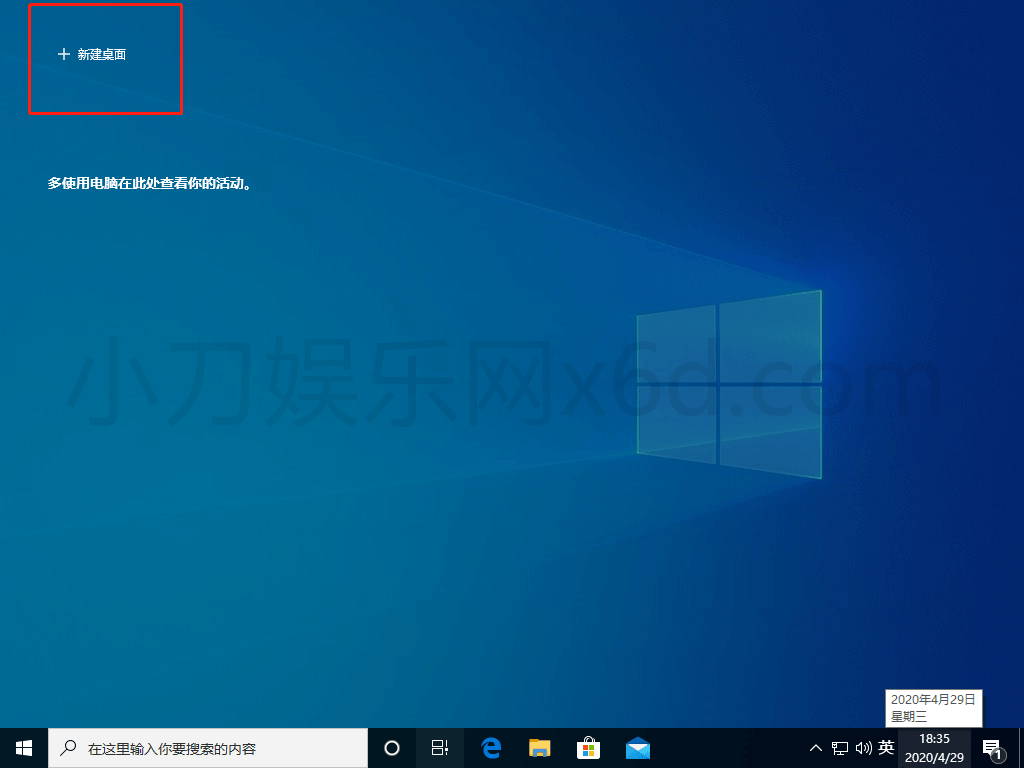 新建桌面
多使用电脑在此处查看你的活动。
小刀娱乐网x6d.com
2020年4月29日
星期三
在这里输入你要搜索的内容
英
18:35
2020/4/29
1